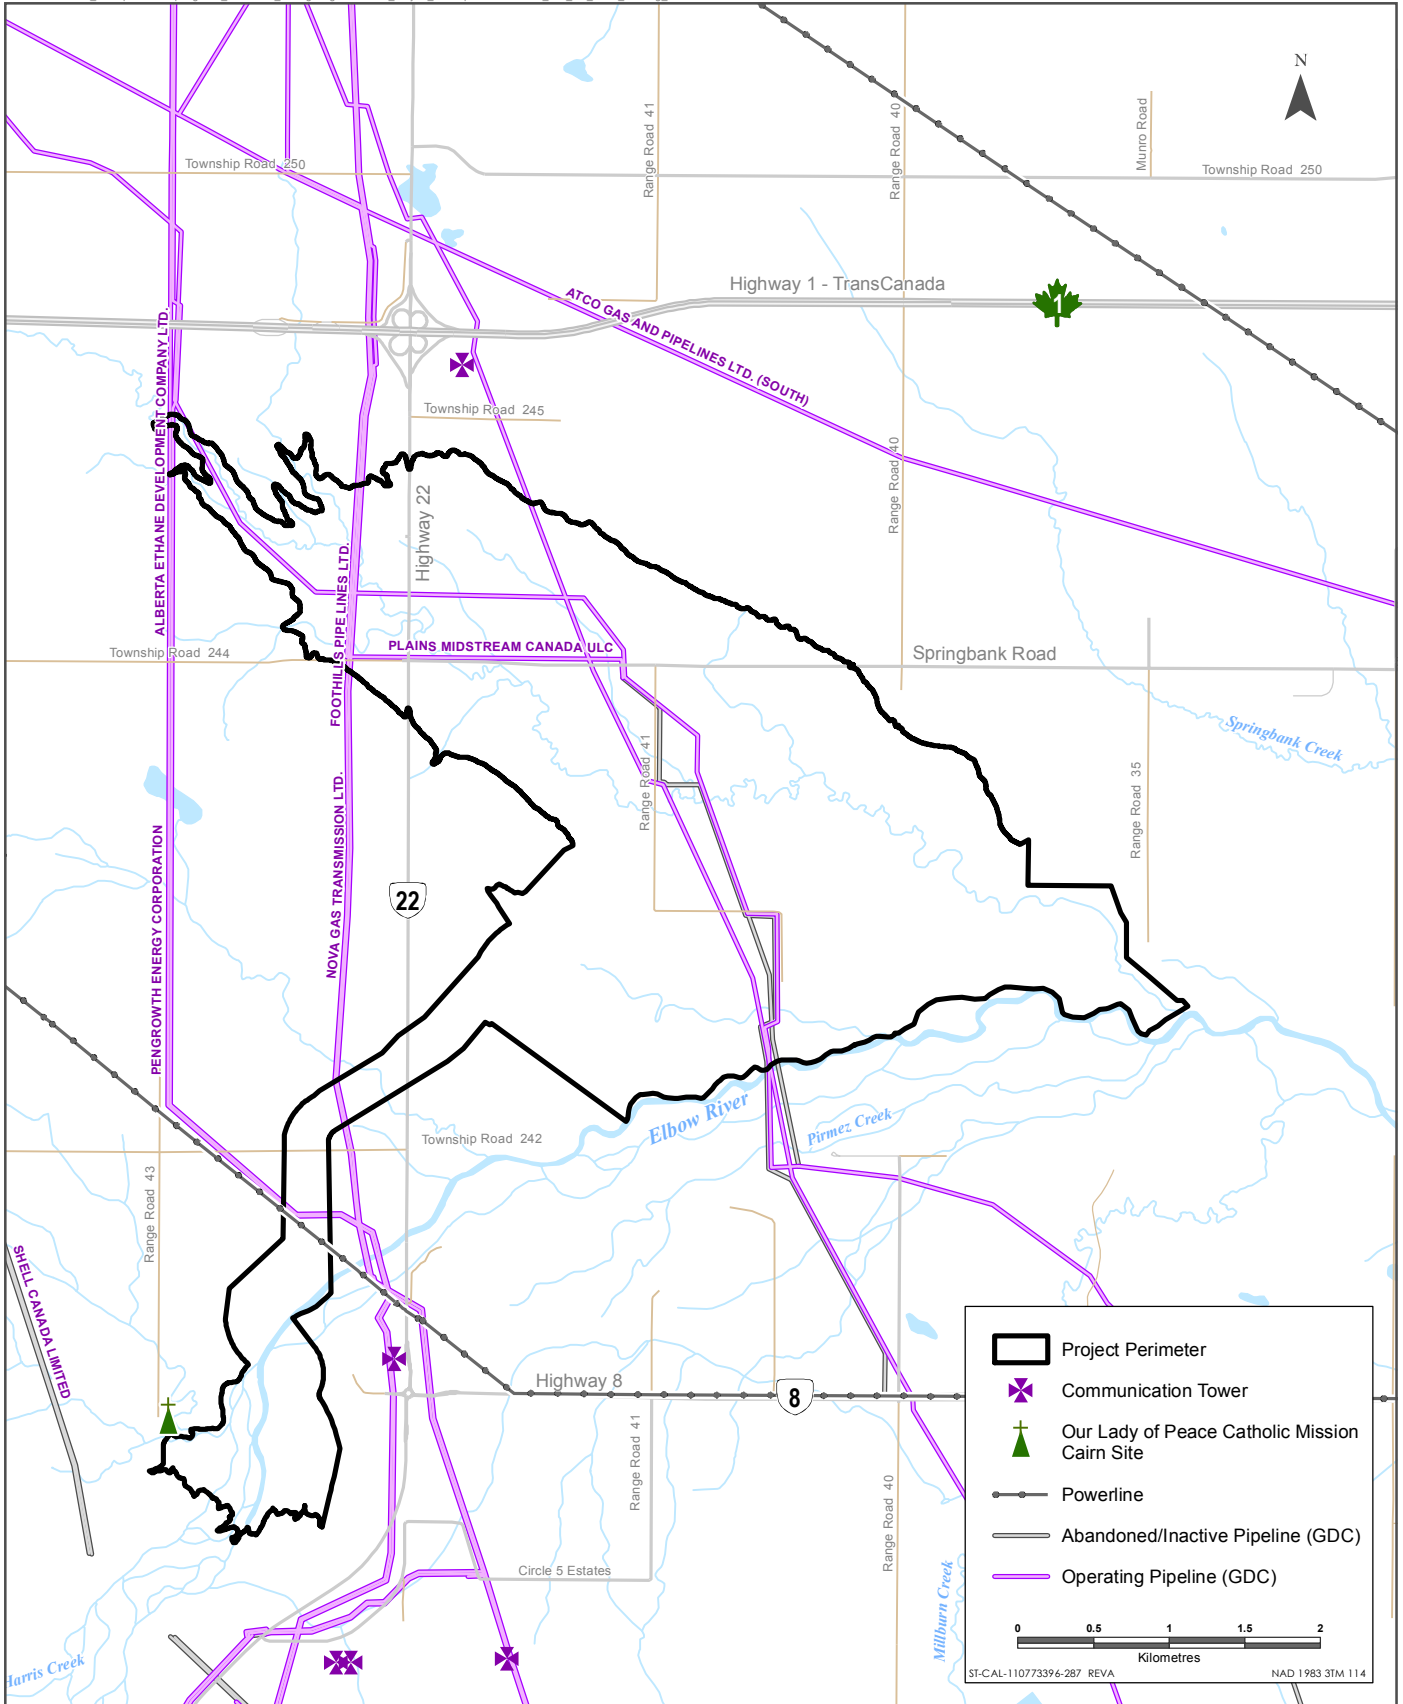 N
Range Road 41
Range Road 40
Munro Road
Township Road 250
Township Road 250
Highway 1 - TransCanada
1
ATCO GAS AND PIPELINES LTD. (SOUTH)
ALBERTA ETHANE DEVELOPMENT COMPANY LTD.
Township Road 245
Range Road 40
Highway 22
FOOTHILLS PIPE LINES LTD.
PLAINS MIDSTREAM CANADA ULC
Township Road 244
Springbank Road
Springbank Creek
Range Road 41
Range Road 35
NOVA GAS TRANSMISSION LTD.
PENGROWTH ENERGY CORPORATION
22
Elbow River
Pirmez Creek
Township Road 242
Range Road 43
SHELL CANADA LIMITED
Highway 8
8
Range Road 41
Range Road 40
Circle 5 Estates
Millburn Creek
Harris Creek
Project Perimeter
Communication Tower
Our Lady of Peace Catholic Mission
Cairn Site
Powerline
Abandoned/Inactive Pipeline (GDC)
Operating Pipeline (GDC)
0 0.5 1 1.5 2
Kilometres
ST-CAL-110773396-287 REVA
NAD 1983 3TM 114